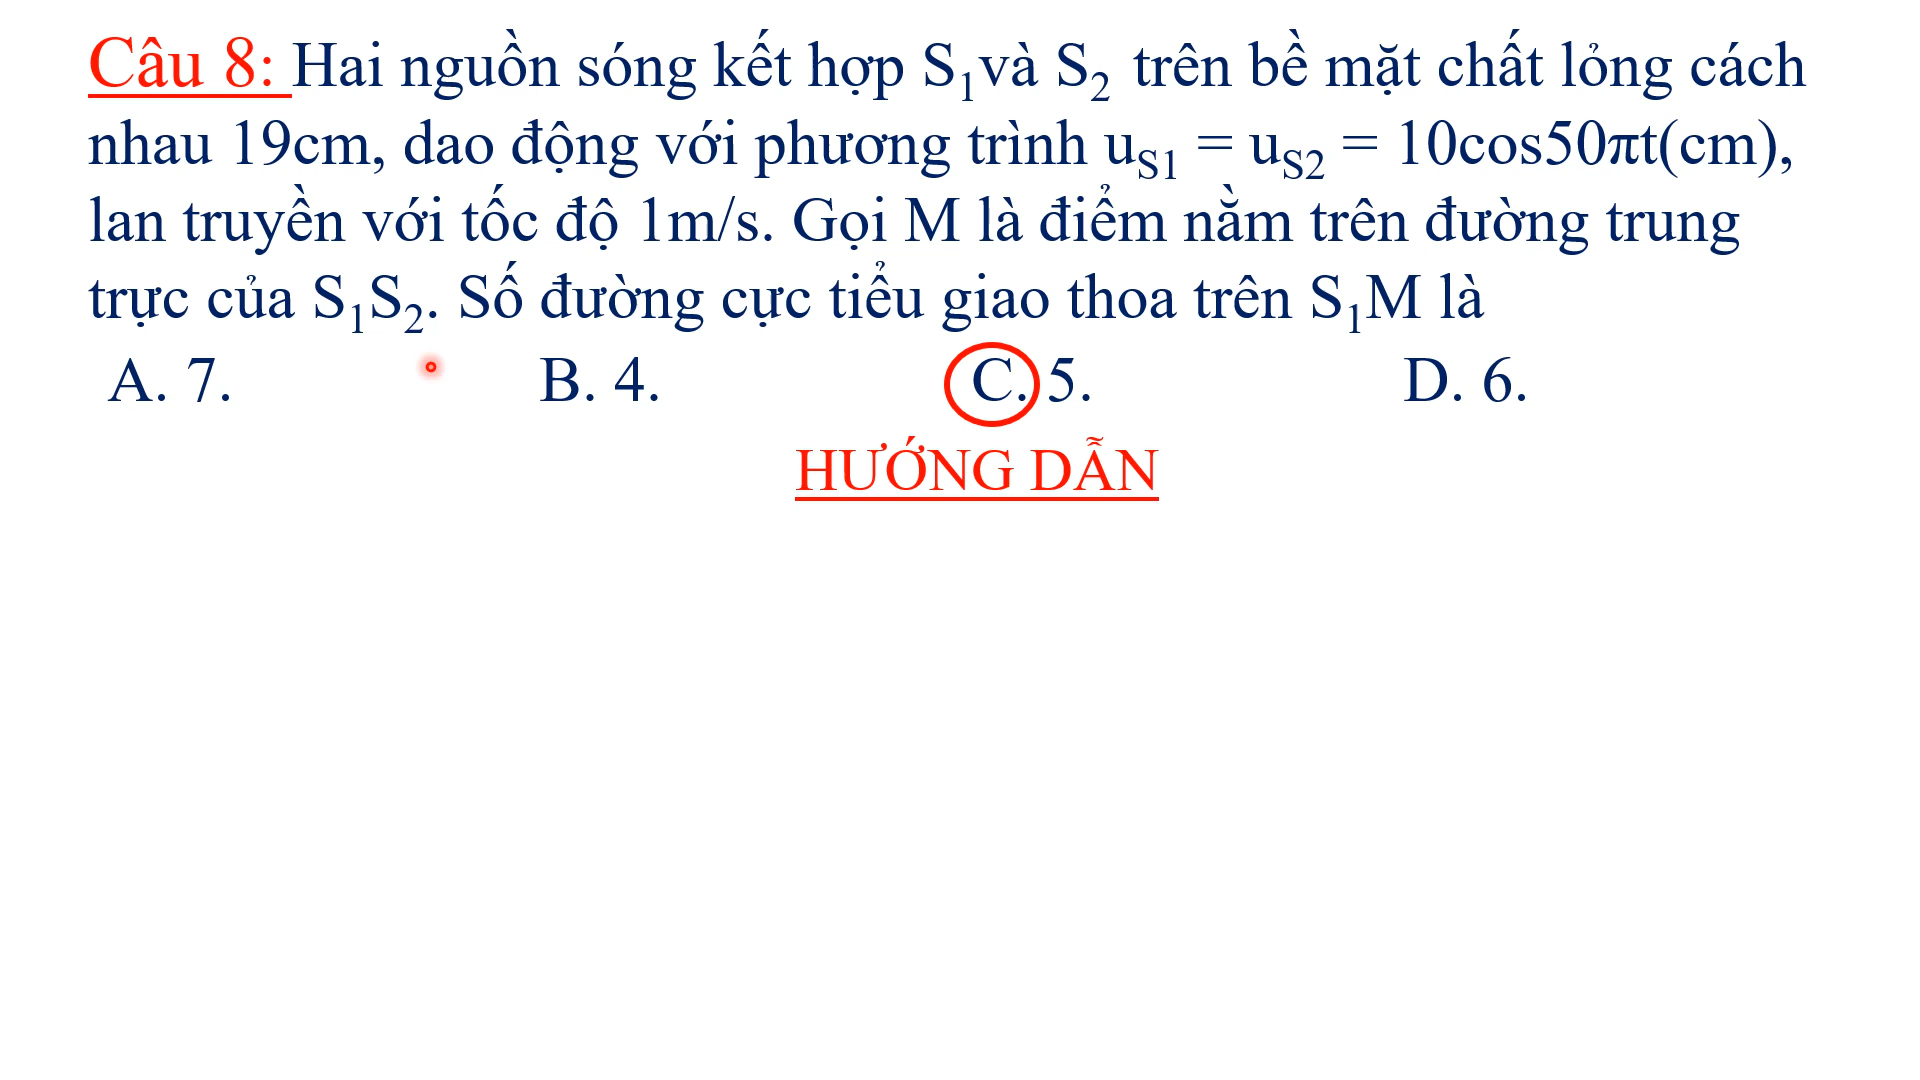 Câu 8: Hai nguồn sóng kết hợp S₁và S₂ trên bề mặt chất lỏng cách
nhau 19cm, dao động với phương trình uS1 = uS2 = 10cos50πt(cm),
lan truyền với tốc độ 1m/s. Gọi M là điểm nằm trên đường trung
trực của S₁S₂. Số đường cực tiểu giao thoa trên S₁M là
A. 7. B. 4. C. 5. D. 6.
HƯỚNG DẪN